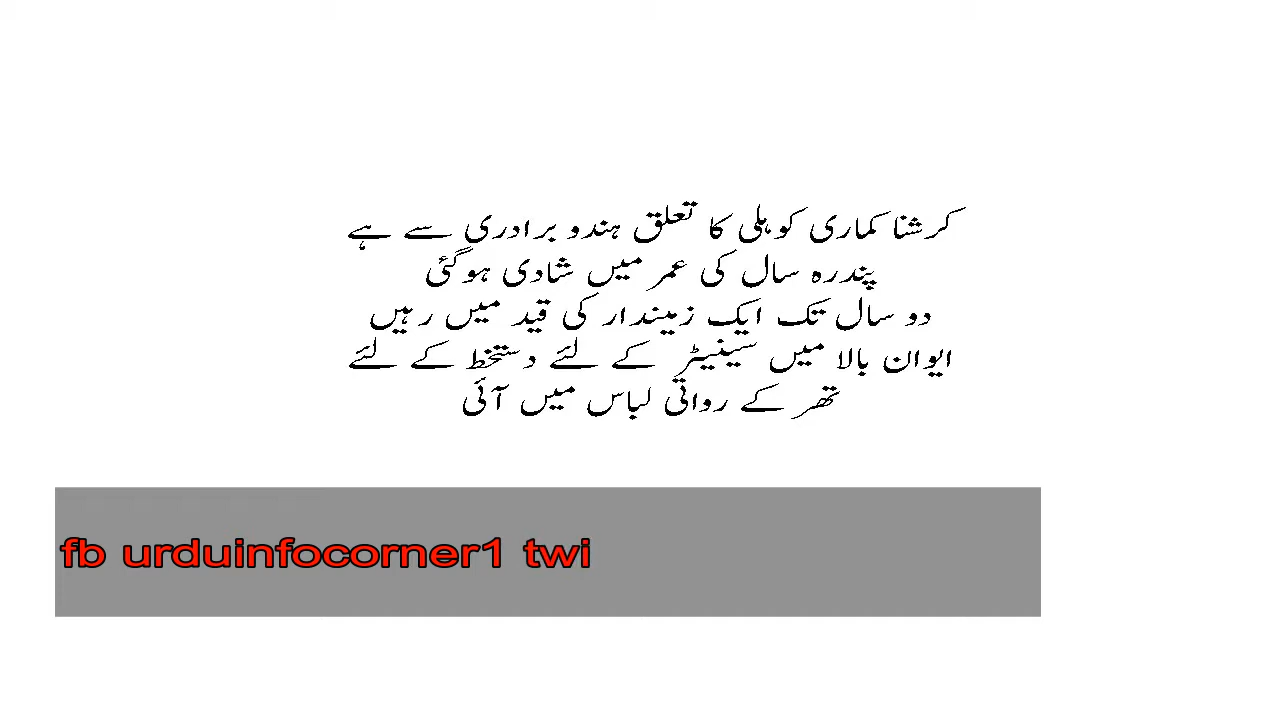 کرشنا کماری کوہلی کا تعلق ہندو برادری سے ہے
پندرہ سال کی عمر میں شادی ہوگئی
دو سال تک ایک زمیندار کی قید میں رہیں
ایوان بالا میں سینیٹر کے لئے دستخط کے لئے
تھر کے رواتی لباس میں آئی
fb urduinfocorner1 twi